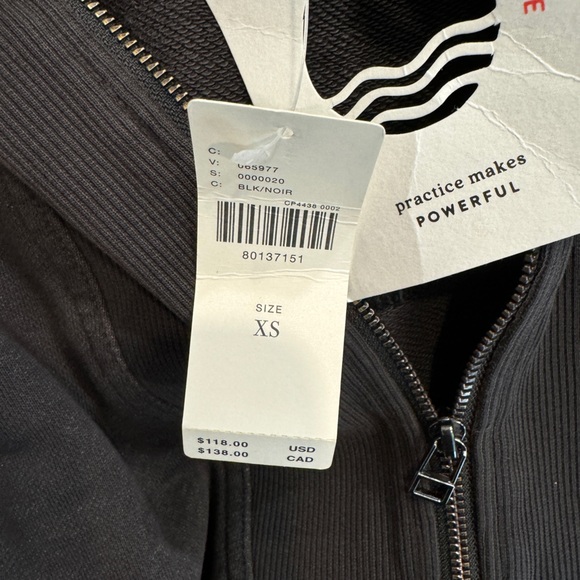 E
practice makes
POWERFUL
C:
V: 065977
S: 0000020
C: BLK/NOIR
CP4438 0002
80137151
SIZE
XS
$118.00 USD
$138.00 CAD